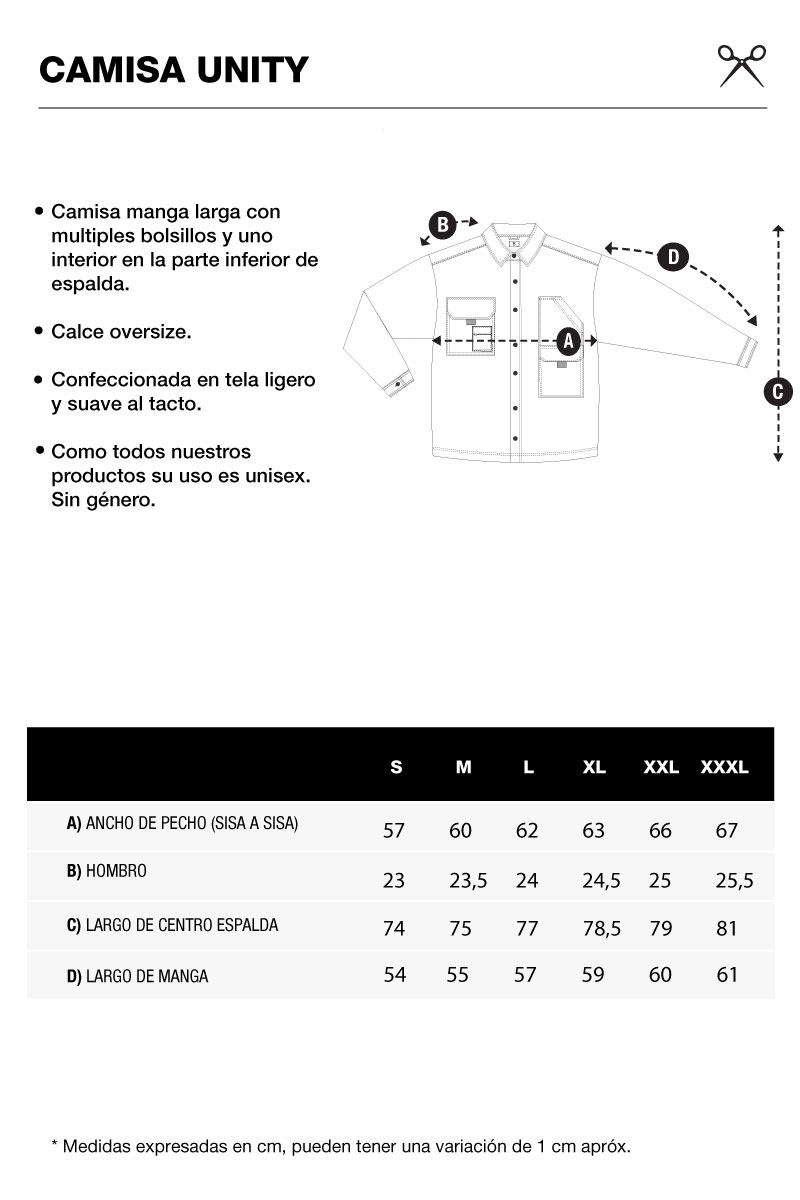 CAMISA UNITY
• Camisa manga larga con
multiples bolsillos y uno
interior en la parte inferior de
espalda.
• Calce oversize.
• Confeccionada en tela ligero
y suave al tacto.
• Como todos nuestros
productos su uso es unisex.
Sin género.
B
D
A
C
S M L XL XXL XXXL
A) ANCHO DE PECHO (SISA A SISA) 57 60 62 63 66 67
B) HOMBRO 23 23,5 24 24,5 25 25,5
C) LARGO DE CENTRO ESPALDA 74 75 77 78,5 79 81
D) LARGO DE MANGA 54 55 57 59 60 61
* Medidas expresadas en cm, pueden tener una variación de 1 cm apróx.